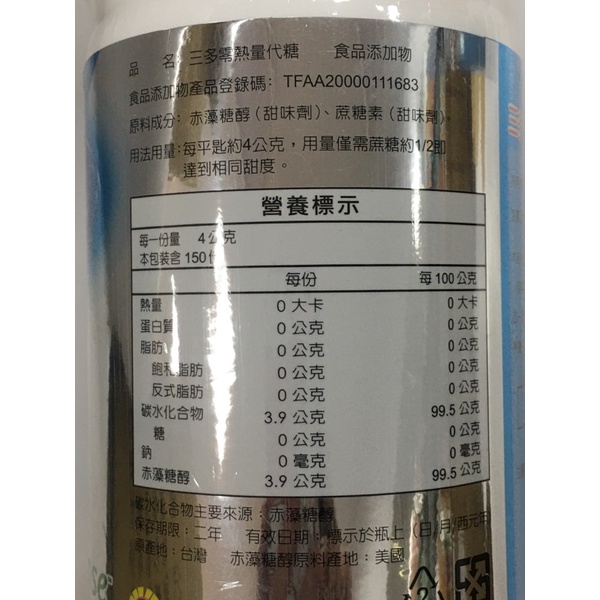 品 名：三多零熱量代糖 食品添加物
食品添加物產品登錄碼：TFAA20000111683
原料成分：赤藻糖醇（甜味劑）、蔗糖素（甜味劑）。
用法用量：每平匙約4公克，用量僅需蔗糖約1/2即
達到相同甜度。
營養標示
每一份量 4公克
本包裝含 150份
每份 每100公克
熱量 0 大卡 0 大卡
蛋白質 0 公克 0 公克
脂肪 0 公克 0 公克
飽和脂肪 0 公克 0 公克
反式脂肪 0 公克 0 公克
碳水化合物 3.9 公克 99.5 公克
糖 0 公克 0 公克
鈉 0 毫克 0 毫克
赤藻糖醇 3.9 公克 99.5 公克
碳水化合物主要來源：赤藻糖醇
保存期限：二年 有效日期：標示於瓶上（日/月/西元年
原產地：台灣 赤藻糖醇原料產地：美國